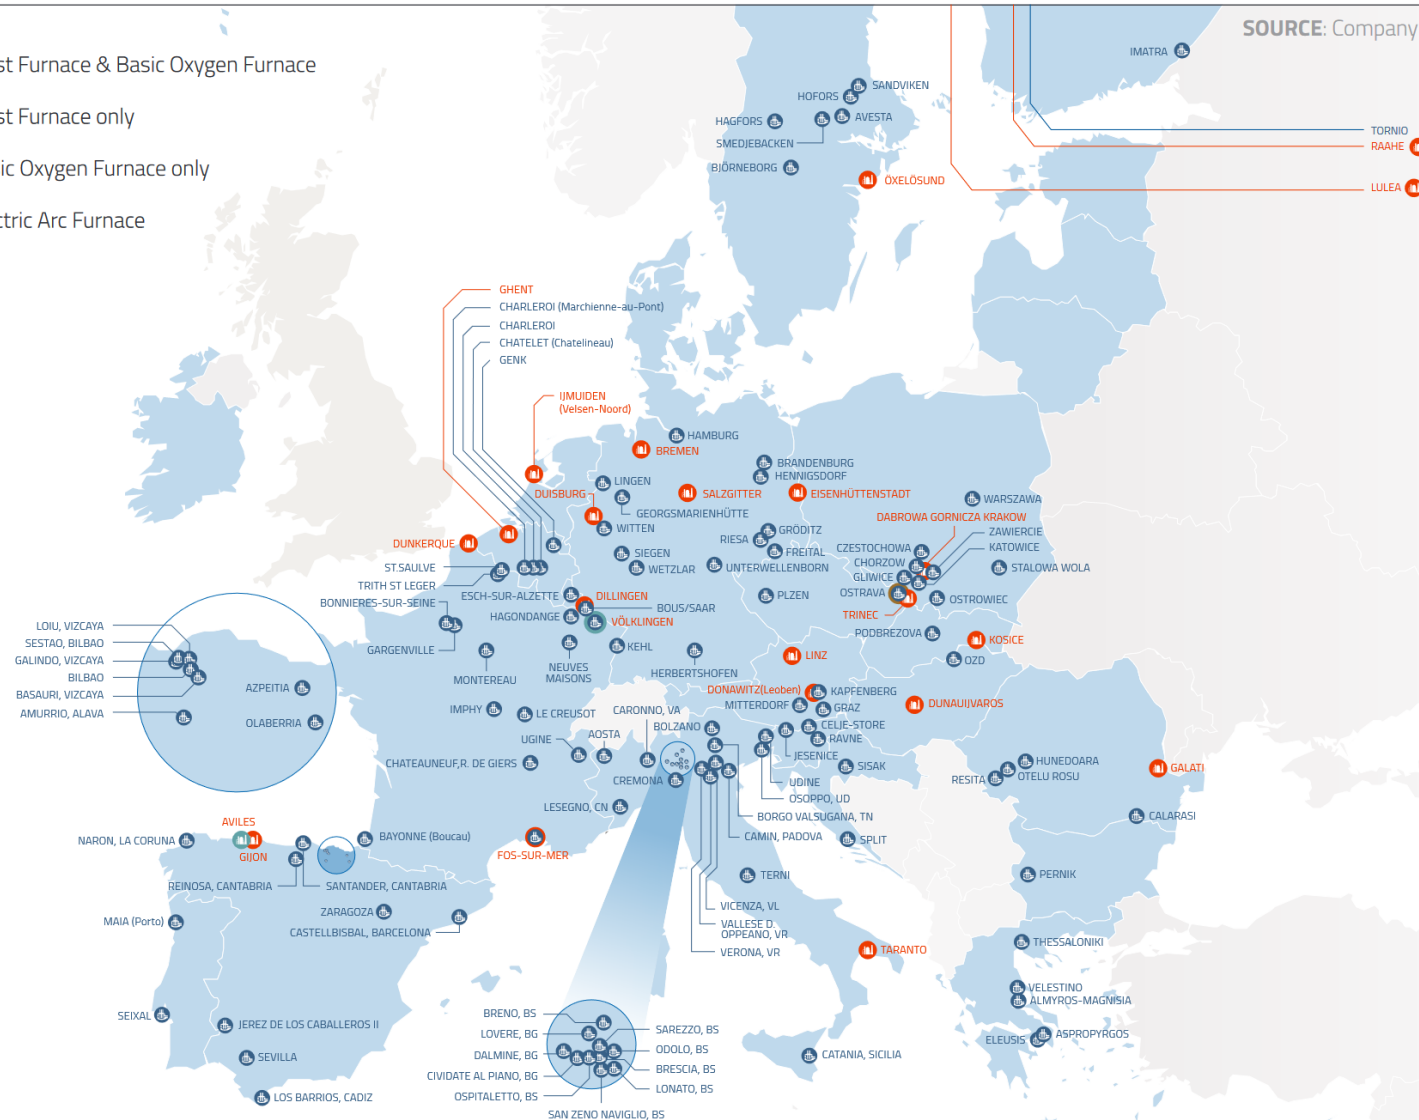 SOURCE: Company
st Furnace & Basic Oxygen Furnace
st Furnace only
ic Oxygen Furnace only
ctric Arc Furnace
IMATRA
SANDVIKEN
HOFORS
HAGFORS
AVESTA
SMEDJEBACKEN
BJÖRNEBORG
ÖXELÖSUND
TORNIO
RAAHE
LULEA
GHENT
CHARLEROI (Marchienne-au-Pont)
CHARLEROI
CHATELET (Chatelineau)
GENK
IJMUIDEN
(Velsen-Noord)
HAMBURG
BREMEN
BRANDENBURG
HENNIGSDORF
LINGEN
DUISBURG
SALZGITTER
EISENHÜTTENSTADT
WARSZAWA
GEORGSMARIENHÜTTE
DABROWA GORNICZA KRAKOW
WITTEN
GRÖDITZ
ZAWIERCIE
DUNKERQUE
RIESA
CZESTOCHOWA
KATOWICE
SIEGEN
FREITAL
CHORZOW
ST.SAULVE
WETZLAR
UNTERWELLENBORN
GLIWICE
STALOWA WOLA
TRITH ST LEGER
ESCH-SUR-ALZETTE
DILLINGEN
PLZEN
OSTRAVA
OSTROWIEC
BONNIERES-SUR-SEINE
HAGONDANGE
BOUS/SAAR
TRINEC
VÖLKLINGEN
LOIU, VIZCAYA
SESTAO, BILBAO
GALINDO, VIZCAYA
BILBAO
BASAURI, VIZCAYA
AMURRIO, ALAVA
AZPEITIA
OLABERRIA
GARGENVILLE
KEHL
PODBREZOVA
KOSICE
MONTEREAU
NEUVES
MAISONS
HERBERTSHOFEN
LINZ
OZD
DONAWITZ(Leoben)
KAPFENBERG
MITTERDORF
GRAZ
DUNAUIJVAROS
IMPHY
LE CREUSOT
CARONNO, VA
BOLZANO
CELJE-STORE
RAVNE
UGINE
AOSTA
JESENICE
CHATEAUNEUF,R. DE GIERS
CREMONA
UDINE
SISAK
HUNEDOARA
OTELU ROSU
RESITA
GALATI
OSOPPO, UD
LESEGNO, CN
BORGO VALSUGANA, TN
CALARASI
AVILES
NARON, LA CORUNA
GIJON
BAYONNE (Boucau)
FOS-SUR-MER
CAMIN, PADOVA
SPLIT
REINOSA, CANTABRIA
SANTANDER, CANTABRIA
TERNI
PERNIK
ZARAGOZA
MAIA (Porto)
CASTELLBISBAL, BARCELONA
VICENZA, VL
VALLESE D.
OPPEANO, VR
VERONA, VR
TARANTO
THESSALONIKI
VELESTINO
ALMYROS-MAGNISIA
SEIXAL
JEREZ DE LOS CABALLEROS II
BRENO, BS
LOVERE, BG
DALMINE, BG
CIVIDATE AL PIANO, BG
OSPITALETTO, BS
SAN ZENO NAVIGLIO, BS
SAREZZO, BS
ODOLO, BS
BRESCIA, BS
LONATO, BS
ELEUSIS
ASPROPYRGOS
SEVILLA
CATANIA, SICILIA
LOS BARRIOS, CADIZ